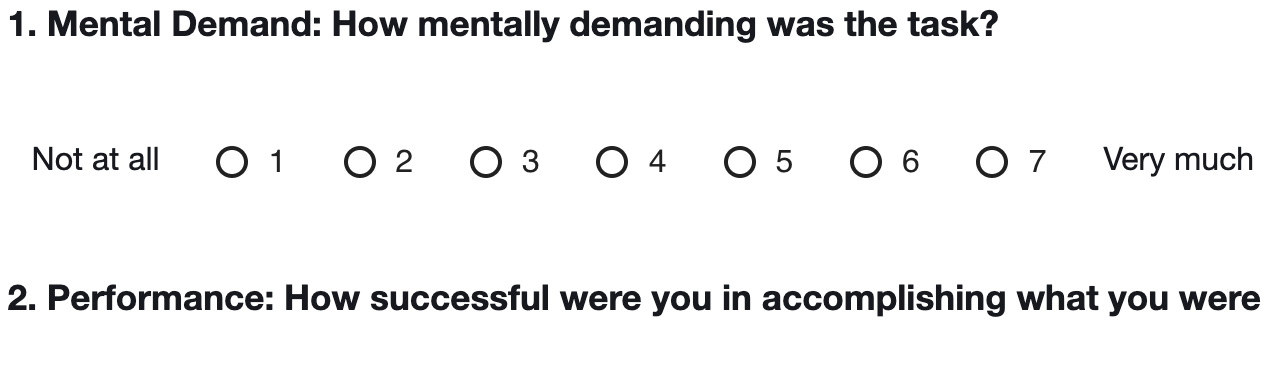 1. Mental Demand: How mentally demanding was the task?
Not at all 1 2 3 4 5 6 7 Very much
2. Performance: How successful were you in accomplishing what you were